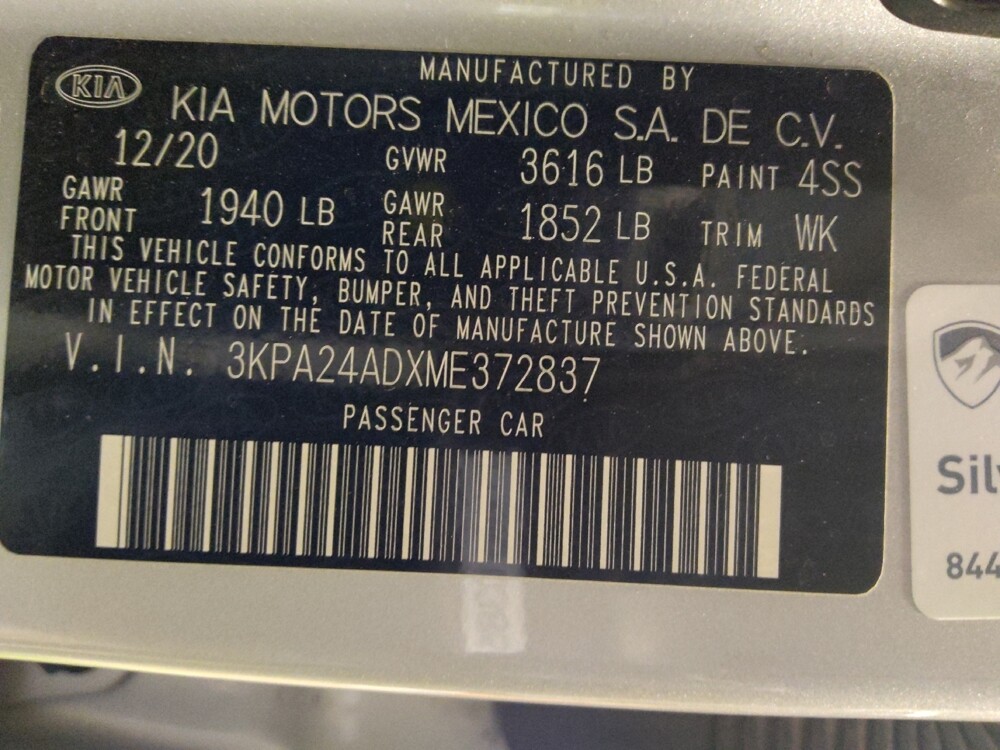 MANUFACTURED BY
KIA
KIA MOTORS MEXICO S.A. DE C.V.
12/20 GVWR 3616 LB PAINT 4SS
GAWR FRONT 1940 LB GAWR REAR 1852 LB TRIM WK
THIS VEHICLE CONFORMS TO ALL APPLICABLE U.S.A. FEDERAL
MOTOR VEHICLE SAFETY, BUMPER, AND THEFT PREVENTION STANDARDS
IN EFFECT ON THE DATE OF MANUFACTURE SHOWN ABOVE.
V.I.N. 3KPA24ADXME372837
PASSENGER CAR
844